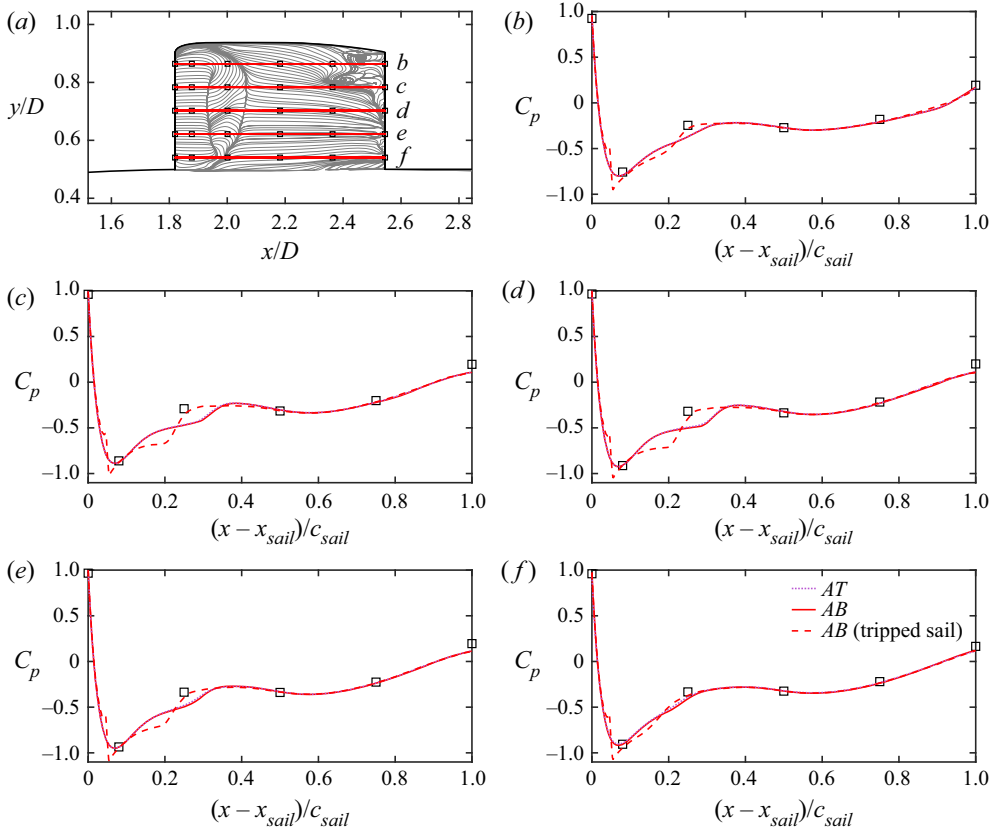 (a)
1.0
0.8
y/D
0.6
0.4
b
c
d
e
f
1.6 1.8 2.0 2.2 2.4 2.6 2.8
x/D
(b)
1.0
0.5
C_p 0
−0.5
−1.0
0 0.2 0.4 0.6 0.8 1.0
(x – x_sail)/c_sail
(c)
1.0
0.5
C_p 0
−0.5
−1.0
0 0.2 0.4 0.6 0.8 1.0
(x – x_sail)/c_sail
(d)
1.0
0.5
C_p 0
−0.5
−1.0
0 0.2 0.4 0.6 0.8 1.0
(x – x_sail)/c_sail
(e)
1.0
0.5
C_p 0
−0.5
−1.0
0 0.2 0.4 0.6 0.8 1.0
(x – x_sail)/c_sail
(f)
1.0
0.5
C_p 0
−0.5
−1.0
AT
AB
AB (tripped sail)
0 0.2 0.4 0.6 0.8 1.0
(x – x_sail)/c_sail